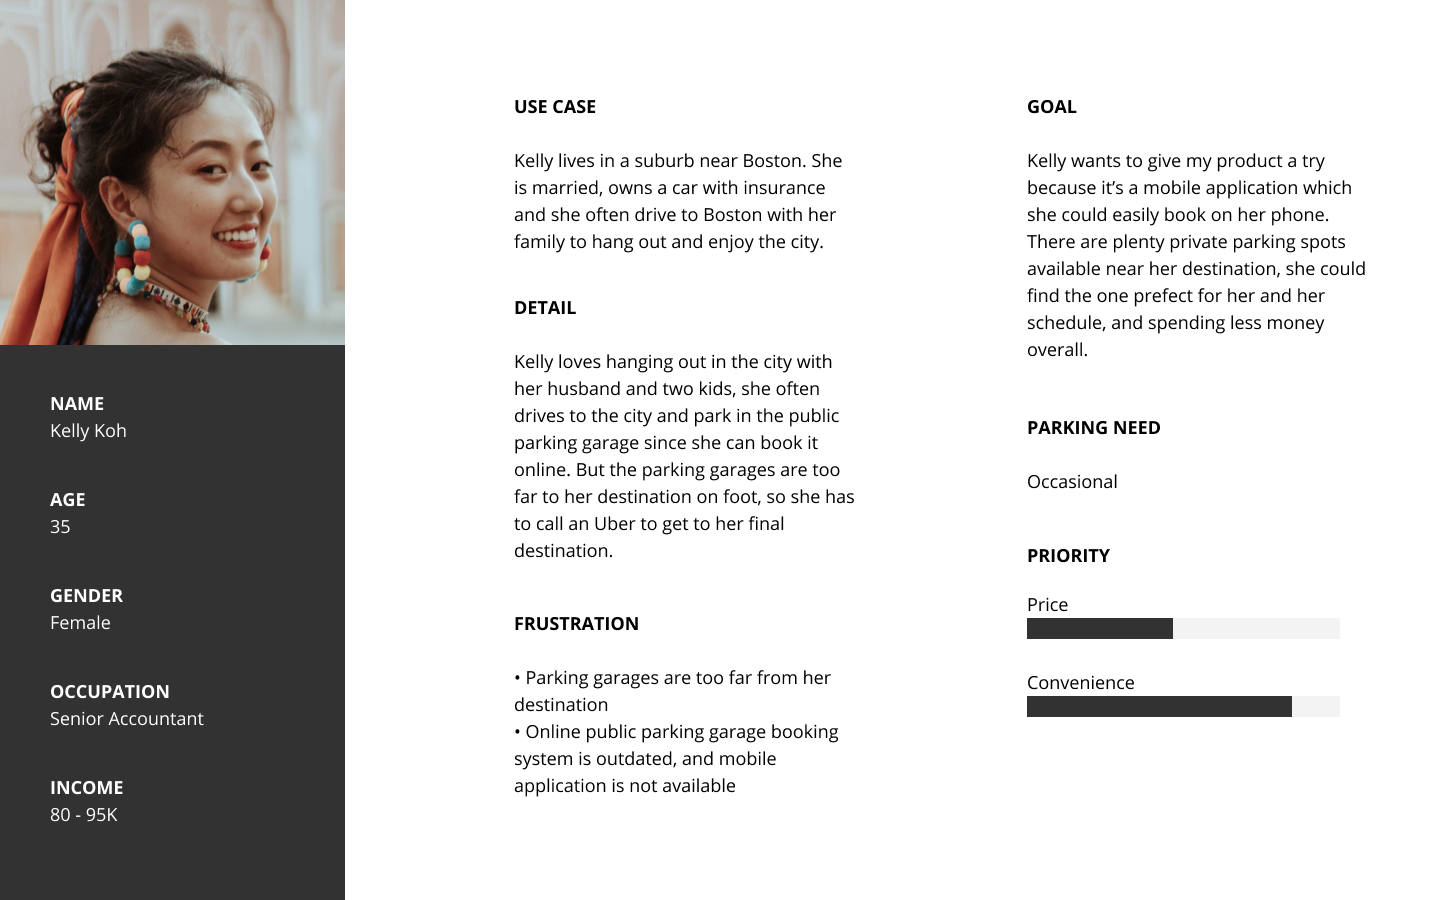 NAME
Kelly Koh
AGE
35
GENDER
Female
OCCUPATION
Senior Accountant
INCOME
80 - 95K
USE CASE
Kelly lives in a suburb near Boston. She
is married, owns a car with insurance
and she often drive to Boston with her
family to hang out and enjoy the city.
DETAIL
Kelly loves hanging out in the city with
her husband and two kids, she often
drives to the city and park in the public
parking garage since she can book it
online. But the parking garages are too
far to her destination on foot, so she has
to call an Uber to get to her final
destination.
FRUSTRATION
• Parking garages are too far from her
destination
• Online public parking garage booking
system is outdated, and mobile
application is not available
GOAL
Kelly wants to give my product a try
because it’s a mobile application which
she could easily book on her phone.
There are plenty private parking spots
available near her destination, she could
find the one prefect for her and her
schedule, and spending less money
overall.
PARKING NEED
Occasional
PRIORITY
Price
Convenience